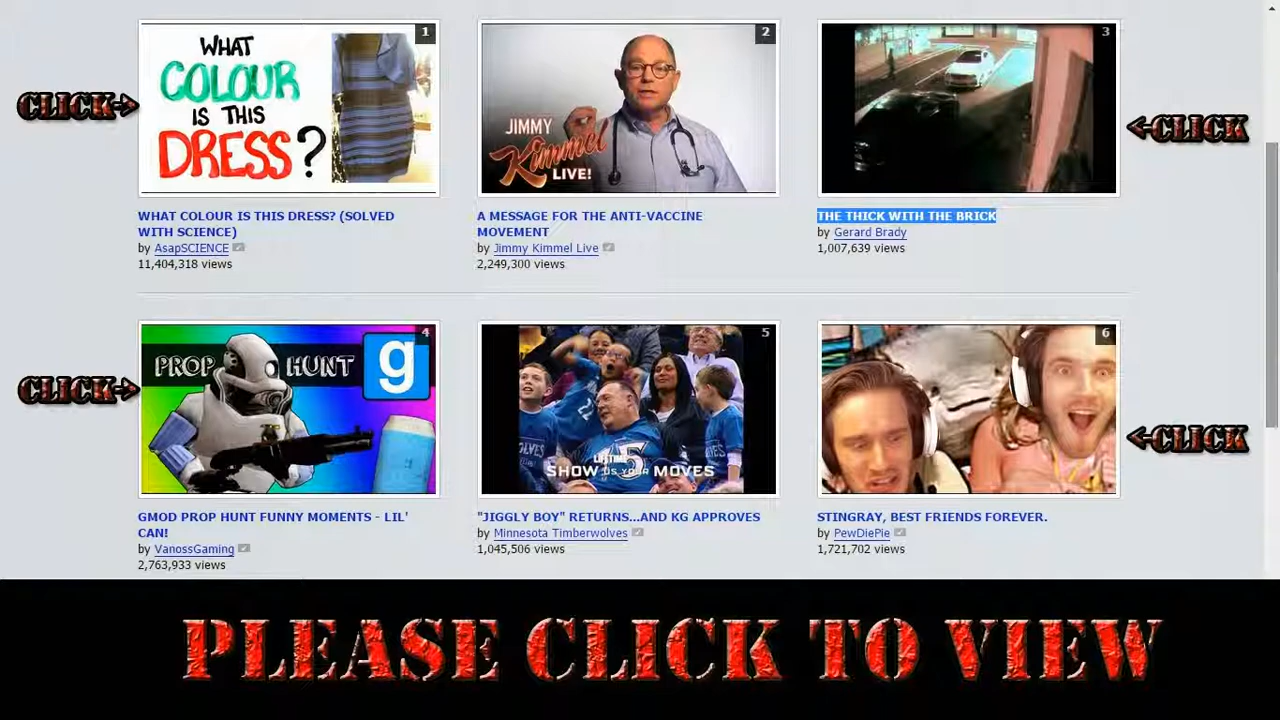 1
WHAT
COLOUR
IS THIS
DRESS?
2
JIMMY
Kimmel
LIVE!
3
CLICK→
←CLICK
WHAT COLOUR IS THIS DRESS? (SOLVED
WITH SCIENCE)
by AsapSCIENCE
11,404,318 views
A MESSAGE FOR THE ANTI-VACCINE
MOVEMENT
by Jimmy Kimmel Live
2,249,300 views
THE THICK WITH THE BRICK
by Gerard Brady
1,007,639 views
4
PROP HUNT
g
5
SHOW US YOUR MOVES
6
CLICK→
←CLICK
GMOD PROP HUNT FUNNY MOMENTS - LIL'
CAN!
by VanossGaming
2,763,933 views
"JIGGLY BOY" RETURNS...AND KG APPROVES
by Minnesota Timberwolves
1,045,506 views
STINGRAY, BEST FRIENDS FOREVER.
by PewDiePie
1,721,702 views
PLEASE CLICK TO VIEW